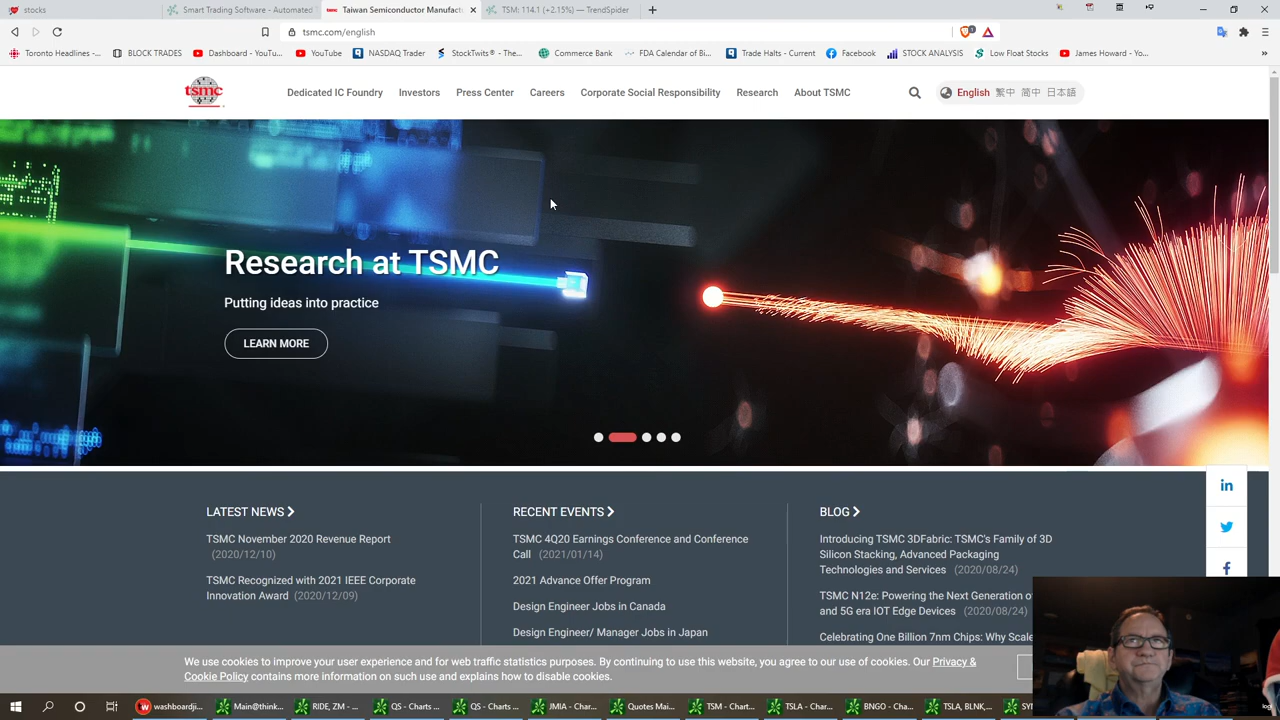 stocks
Smart Trading Software - Automated
Taiwan Semiconductor Manufact
TSM: 114.1 (+2.15%) — TrendSpider
tsmc.com/english
Toronto Headlines -...
BLOCK TRADES
Dashboard - YouTu...
YouTube
NASDAQ Trader
StockTwits® - The...
Commerce Bank
FDA Calendar of Bi...
Trade Halts - Current
Facebook
STOCK ANALYSIS
Low Float Stocks
James Howard - Yo...
tsmc
Dedicated IC Foundry
Investors
Press Center
Careers
Corporate Social Responsibility
Research
About TSMC
English 繁中 简中 日本語
Research at TSMC
Putting ideas into practice
LEARN MORE
LATEST NEWS
TSMC November 2020 Revenue Report
(2020/12/10)
TSMC Recognized with 2021 IEEE Corporate
Innovation Award (2020/12/09)
RECENT EVENTS
TSMC 4Q20 Earnings Conference and Conference
Call (2021/01/14)
2021 Advance Offer Program
Design Engineer Jobs in Canada
Design Engineer/ Manager Jobs in Japan
BLOG
Introducing TSMC 3DFabric: TSMC's Family of 3D
Silicon Stacking, Advanced Packaging
Technologies and Services (2020/08/24)
TSMC N12e: Powering the Next Generation o
and 5G era IOT Edge Devices (2020/08/24)
Celebrating One Billion 7nm Chips: Why Scale
in
f
We use cookies to improve your user experience and for web traffic statistics purposes. By continuing to use this website, you agree to our use of cookies. Our Privacy &
Cookie Policy contains more information on such use and explains how to disable cookies.
washboardji...
Main@think...
RIDE, ZM - ...
QS - Charts ...
QS - Charts ...
JMIA - Char...
Quotes Mai...
TSM - Chart...
TSLA - Char...
BNGO - Cha...
TSLA, BLNK,...
SY
logi